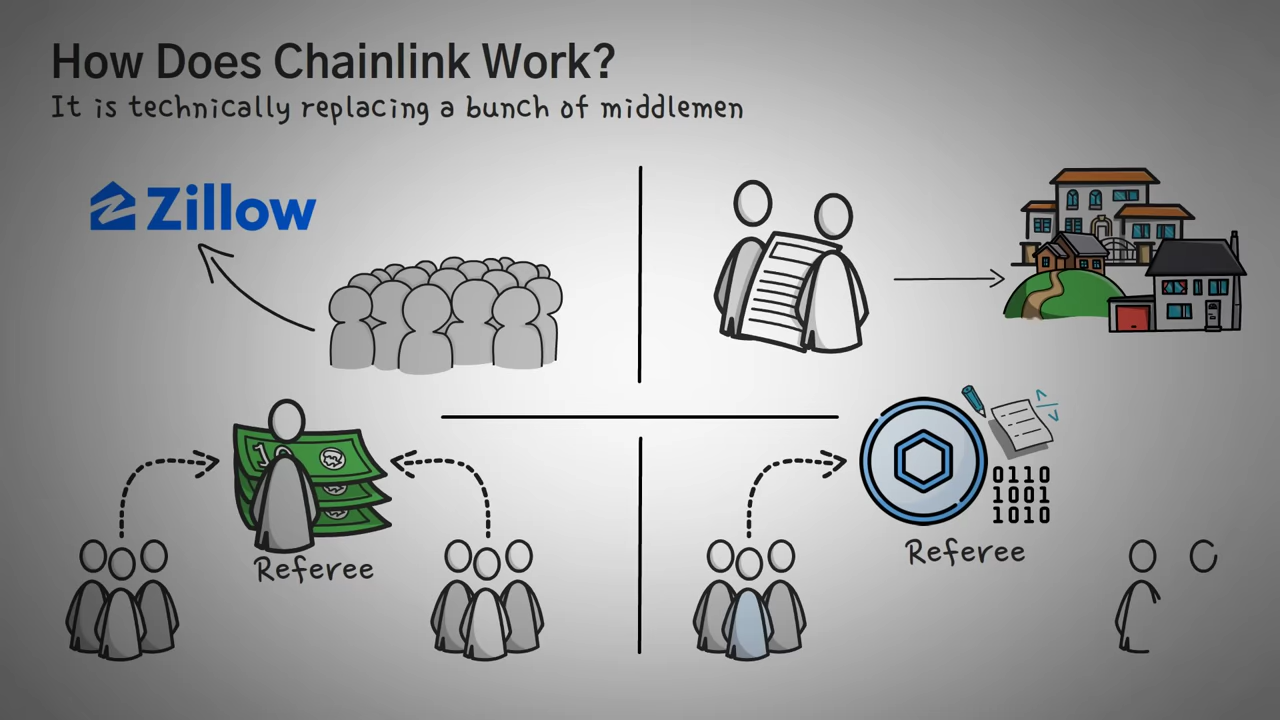 How Does Chainlink Work?
It is technically replacing a bunch of middlemen
Zillow
Referee
Referee
0110
1001
1010